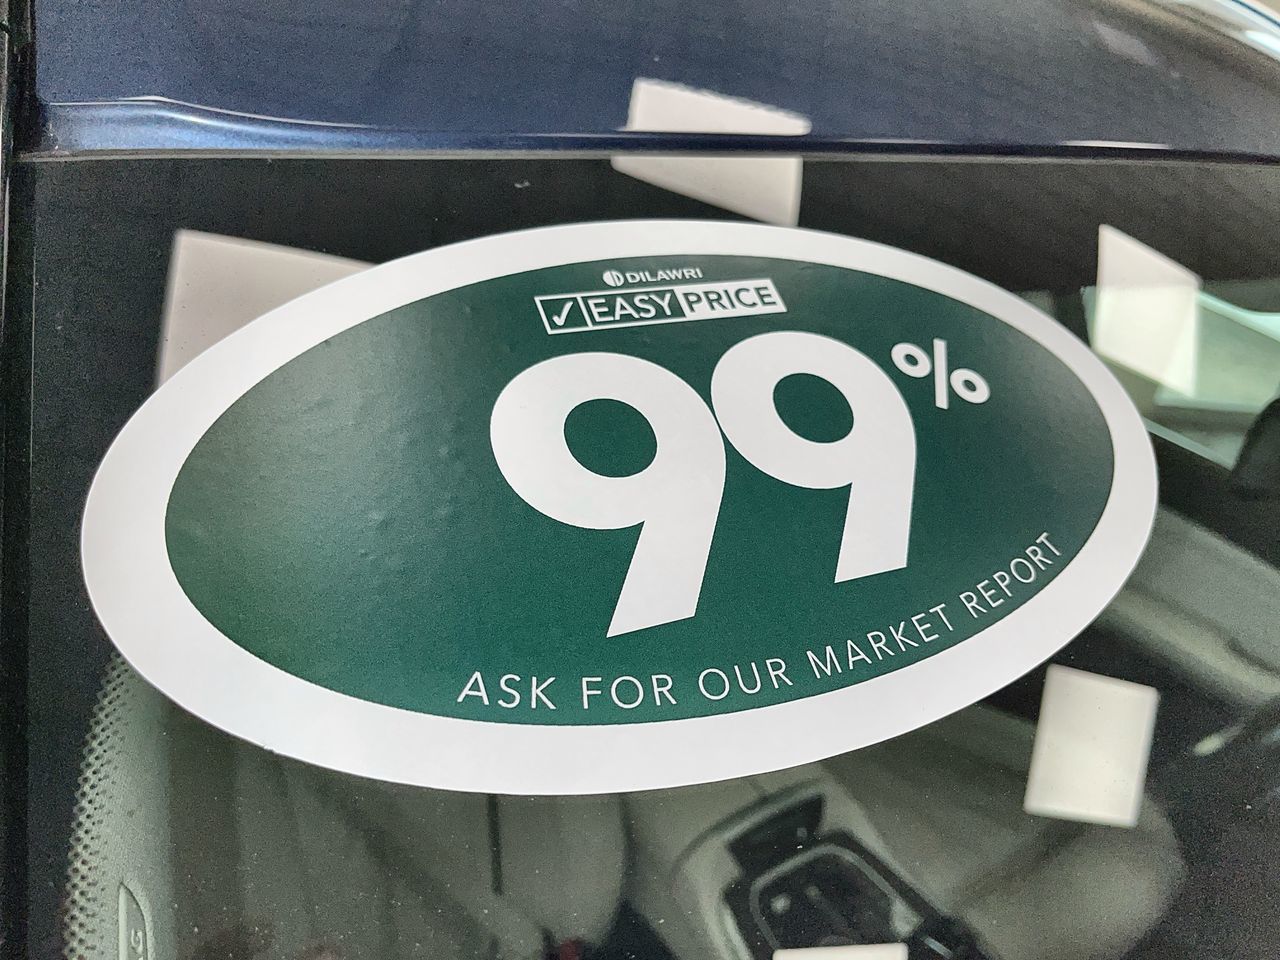 DILAWRI
✓ EASY PRICE
99%
ASK FOR OUR MARKET REPORT